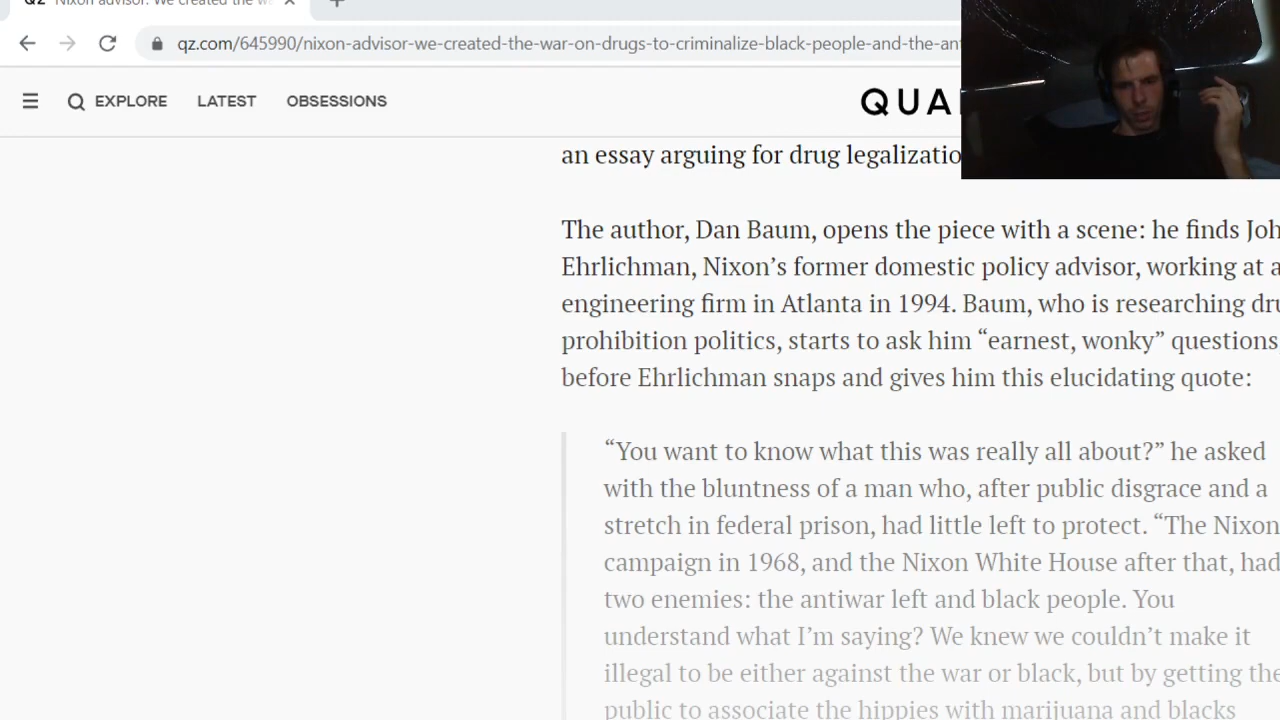 Nixon advisor: We created the wa
qz.com/645990/nixon-advisor-we-created-the-war-on-drugs-to-criminalize-black-people-and-the-ant
EXPLORE LATEST OBSESSIONS QUA
an essay arguing for drug legalizatio
The author, Dan Baum, opens the piece with a scene: he finds Joh
Ehrlichman, Nixon’s former domestic policy advisor, working at a
engineering firm in Atlanta in 1994. Baum, who is researching dru
prohibition politics, starts to ask him “earnest, wonky” questions
before Ehrlichman snaps and gives him this elucidating quote:
“You want to know what this was really all about?” he asked
with the bluntness of a man who, after public disgrace and a
stretch in federal prison, had little left to protect. “The Nixon
campaign in 1968, and the Nixon White House after that, had
two enemies: the antiwar left and black people. You
understand what I’m saying? We knew we couldn’t make it
illegal to be either against the war or black, but by getting the
public to associate the hippies with marijuana and blacks